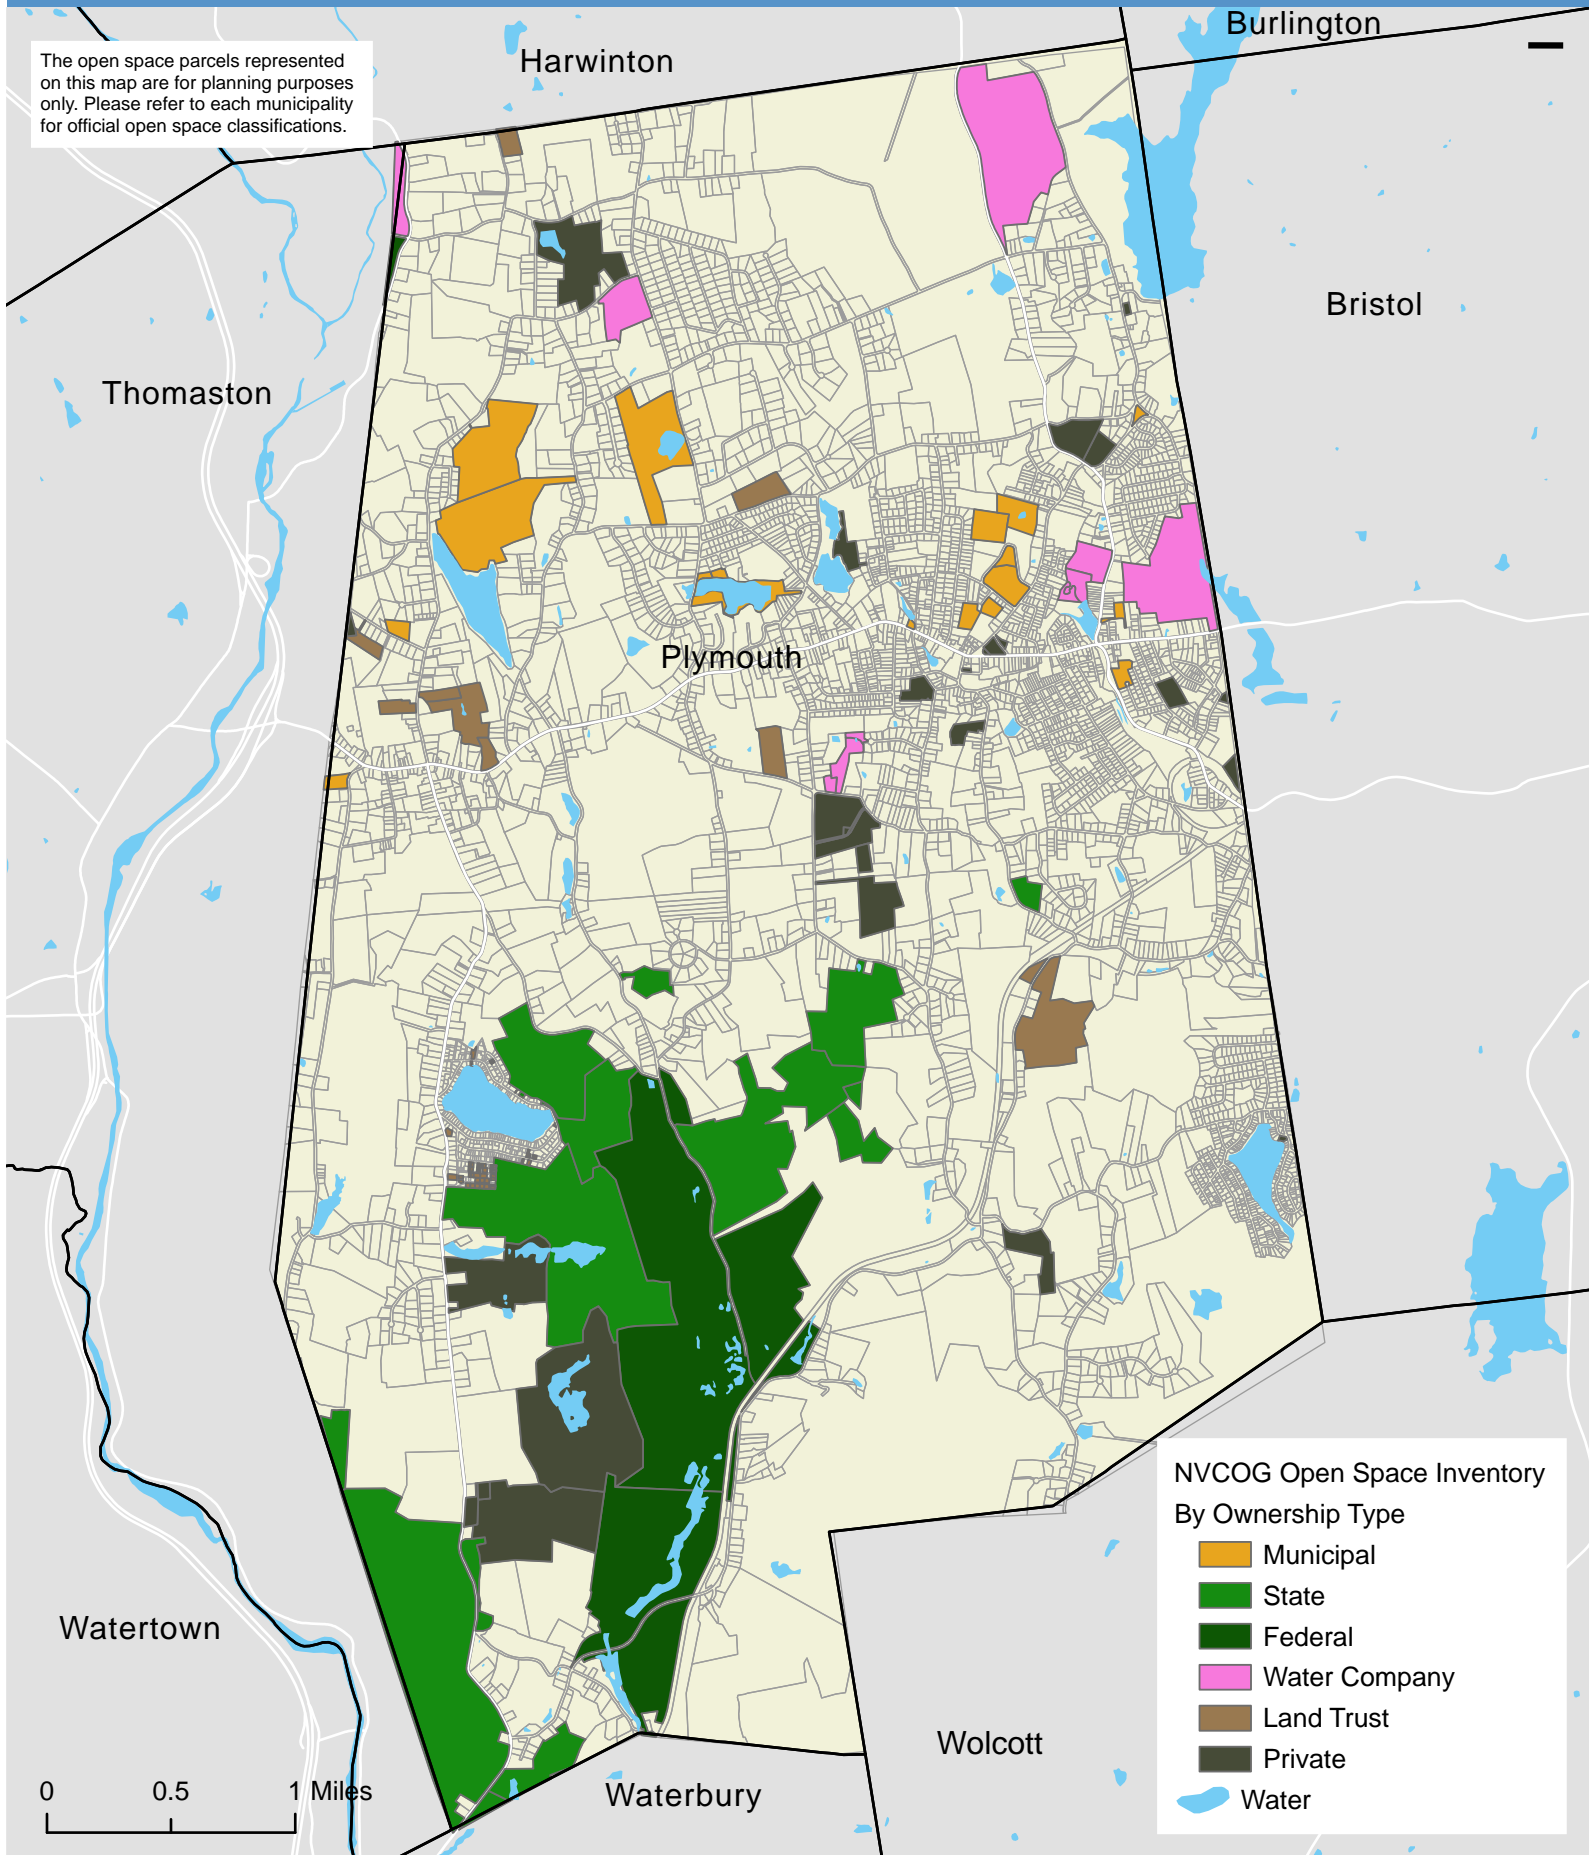 Burlington
Harwinton
The open space parcels represented
on this map are for planning purposes
only. Please refer to each municipality
for official open space classifications.
Bristol
Thomaston
Plymouth
NVCOG Open Space Inventory
By Ownership Type
Municipal
State
Federal
Water Company
Land Trust
Private
Water
Watertown
Wolcott
Waterbury
0 0.5 1 Miles